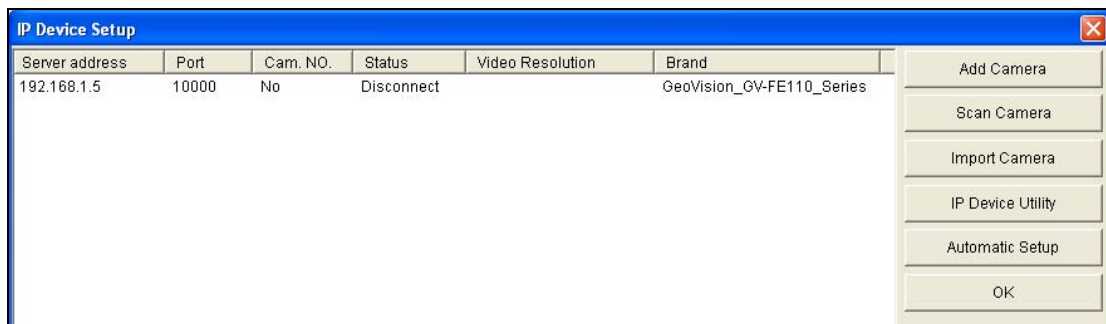 IP Device Setup
Server address Port Cam. NO. Status Video Resolution Brand
192.168.1.5 10000 No Disconnect GeoVision_GV-FE110_Series
Add Camera
Scan Camera
Import Camera
IP Device Utility
Automatic Setup
OK